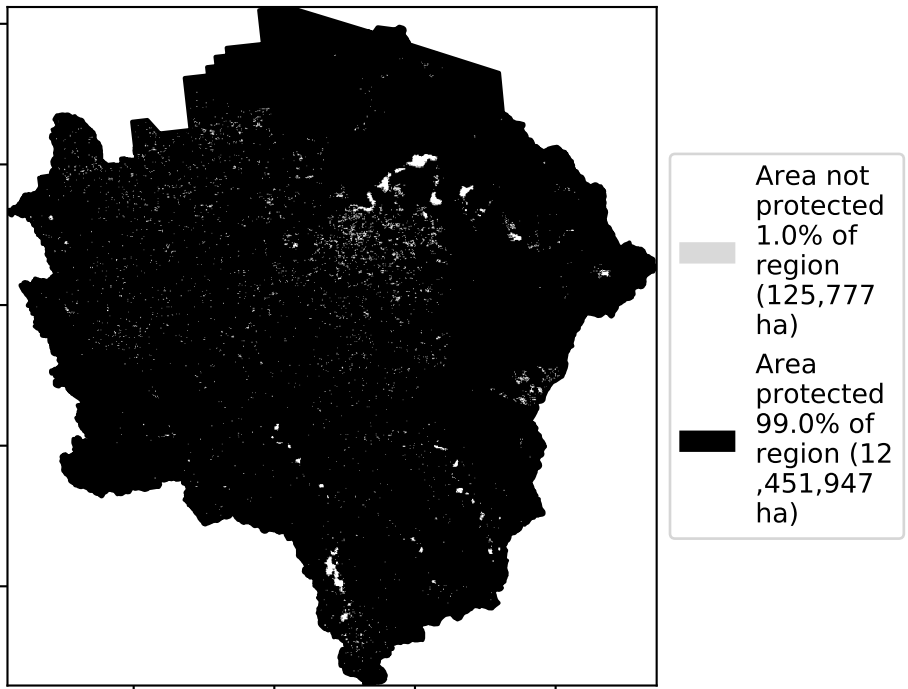 Area not
protected
1.0% of
region
(125,777
ha)
Area
protected
99.0% of
region (12
,451,947
ha)